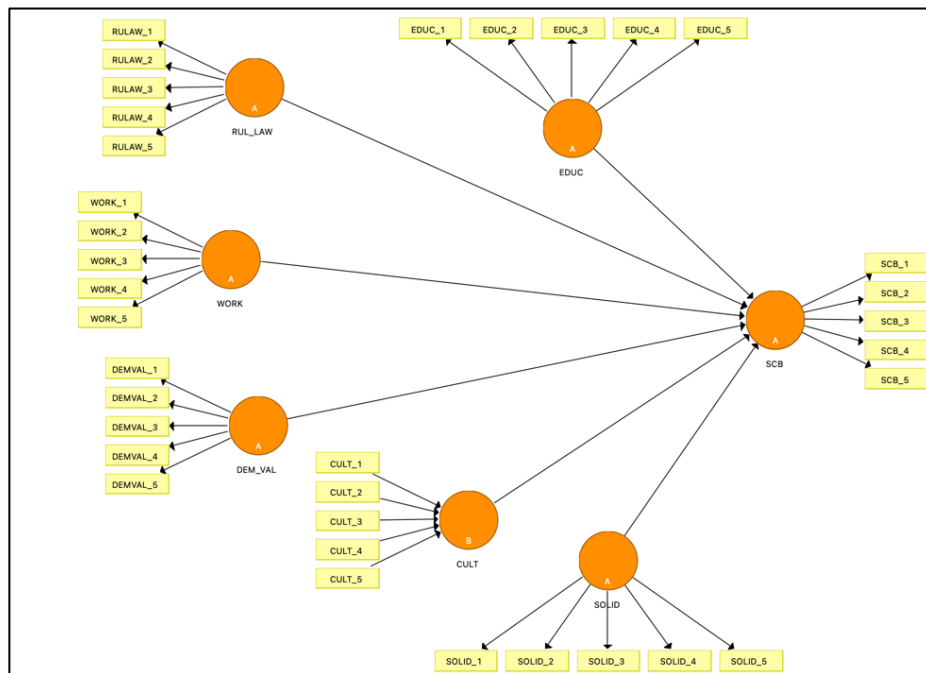 RULAW_1
RULAW_2
RULAW_3
RULAW_4
RULAW_5
A
RUL_LAW
EDUC_1 EDUC_2 EDUC_3 EDUC_4 EDUC_5
A
EDUC
WORK_1
WORK_2
WORK_3
WORK_4
WORK_5
A
WORK
SCB_1
SCB_2
SCB_3
SCB_4
SCB_5
A
SCB
DEMVAL_1
DEMVAL_2
DEMVAL_3
DEMVAL_4
DEMVAL_5
A
DEM_VAL
CULT_1
CULT_2
CULT_3
CULT_4
CULT_5
B
CULT
A
SOLID
SOLID_1 SOLID_2 SOLID_3 SOLID_4 SOLID_5